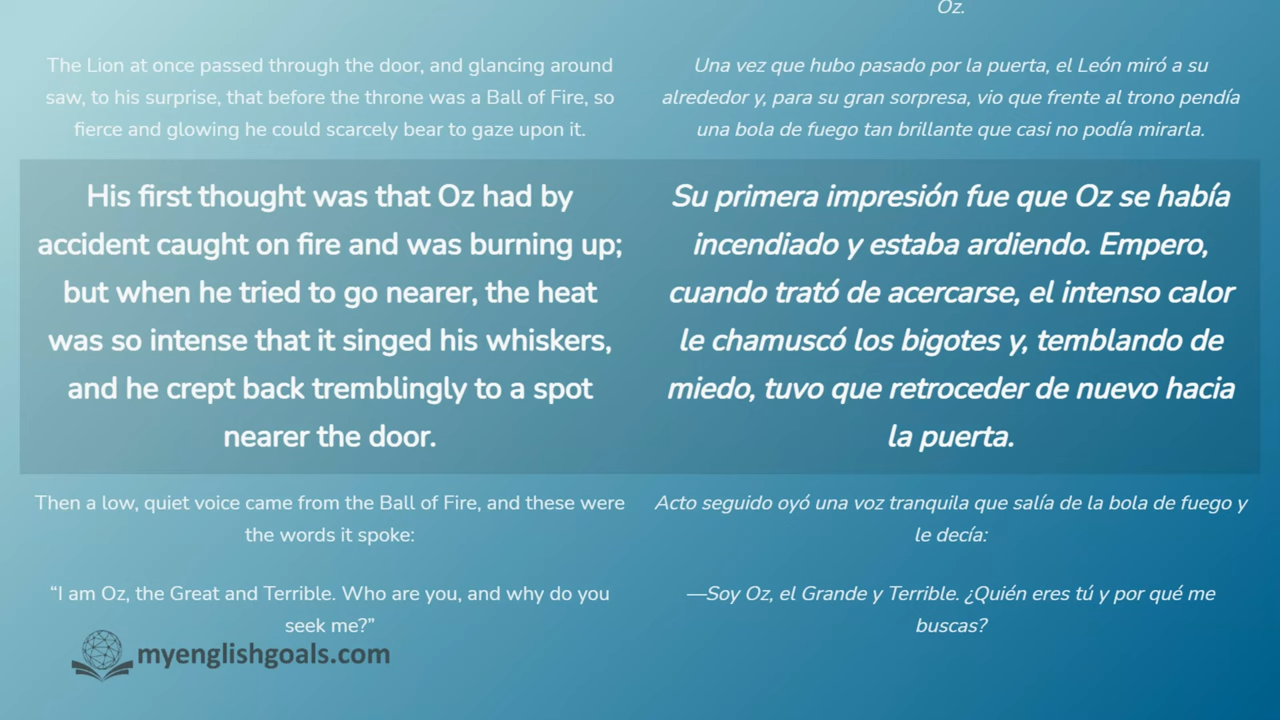 Oz.
The Lion at once passed through the door, and glancing around
saw, to his surprise, that before the throne was a Ball of Fire, so
fierce and glowing he could scarcely bear to gaze upon it.
Una vez que hubo pasado por la puerta, el León miró a su
alrededor y, para su gran sorpresa, vio que frente al trono pendía
una bola de fuego tan brillante que casi no podía mirarla.
His first thought was that Oz had by
accident caught on fire and was burning up;
but when he tried to go nearer, the heat
was so intense that it singed his whiskers,
and he crept back tremblingly to a spot
nearer the door.
Su primera impresión fue que Oz se había
incendiado y estaba ardiendo. Empero,
cuando trató de acercarse, el intenso calor
le chamuscó los bigotes y, temblando de
miedo, tuvo que retroceder de nuevo hacia
la puerta.
Then a low, quiet voice came from the Ball of Fire, and these were
the words it spoke:
Acto seguido oyó una voz tranquila que salía de la bola de fuego y
le decía:
“I am Oz, the Great and Terrible. Who are you, and why do you
seek me?”
—Soy Oz, el Grande y Terrible. ¿Quién eres tú y por qué me
buscas?
myenglishgoals.com